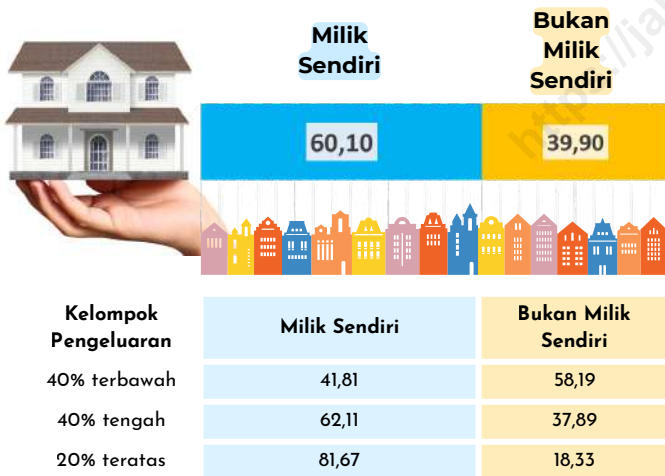 Milik
Sendiri
Bukan
Milik
Sendiri
60,10
39,90
Kelompok
Pengeluaran
Milik Sendiri
Bukan Milik
Sendiri
40% terbawah
41,81
58,19
40% tengah
62,11
37,89
20% teratas
81,67
18,33